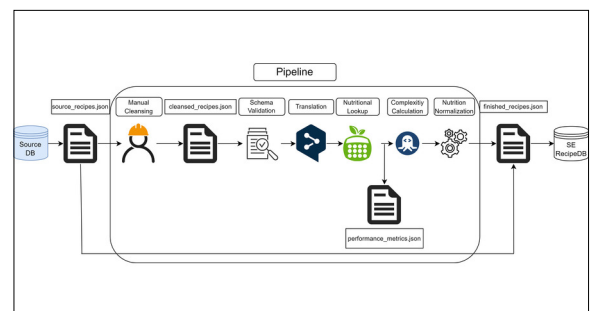 Pipeline
source_recipes.json
Manual
Cleansing
cleansed_recipes.json
Schema
Validation
Translation
Nutritional
Lookup
Complexitiy
Calculation
Nutrition
Normalization
finished_recipes.json
Source
DB
SE
RecipeDB
performance_metrics.json